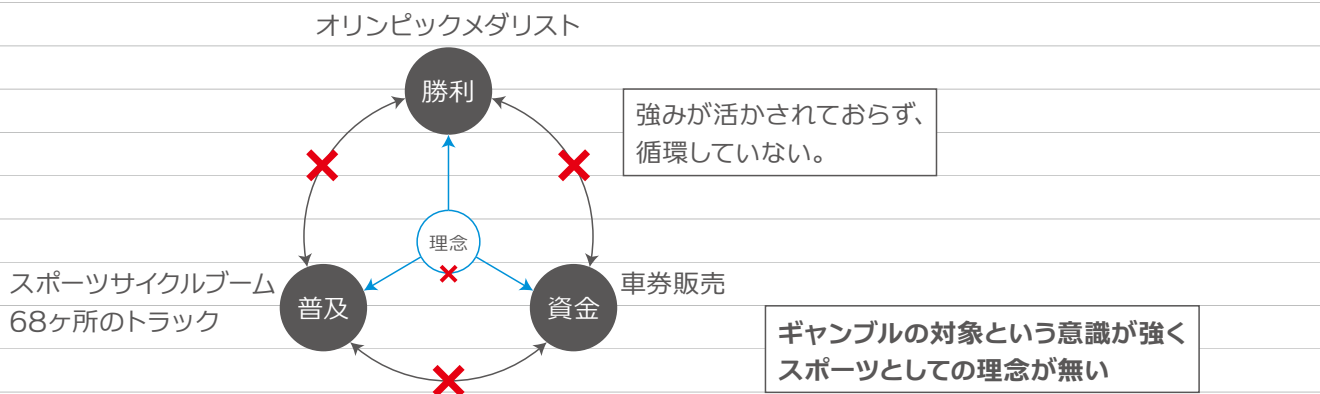 オリンピックメダリスト
勝利
強みが活かされておらず、
循環していない。
理念
スポーツサイクルブーム
68ヶ所のトラック
普及
資金
車券販売
ギャンブルの対象という意識が強く
スポーツとしての理念が無い